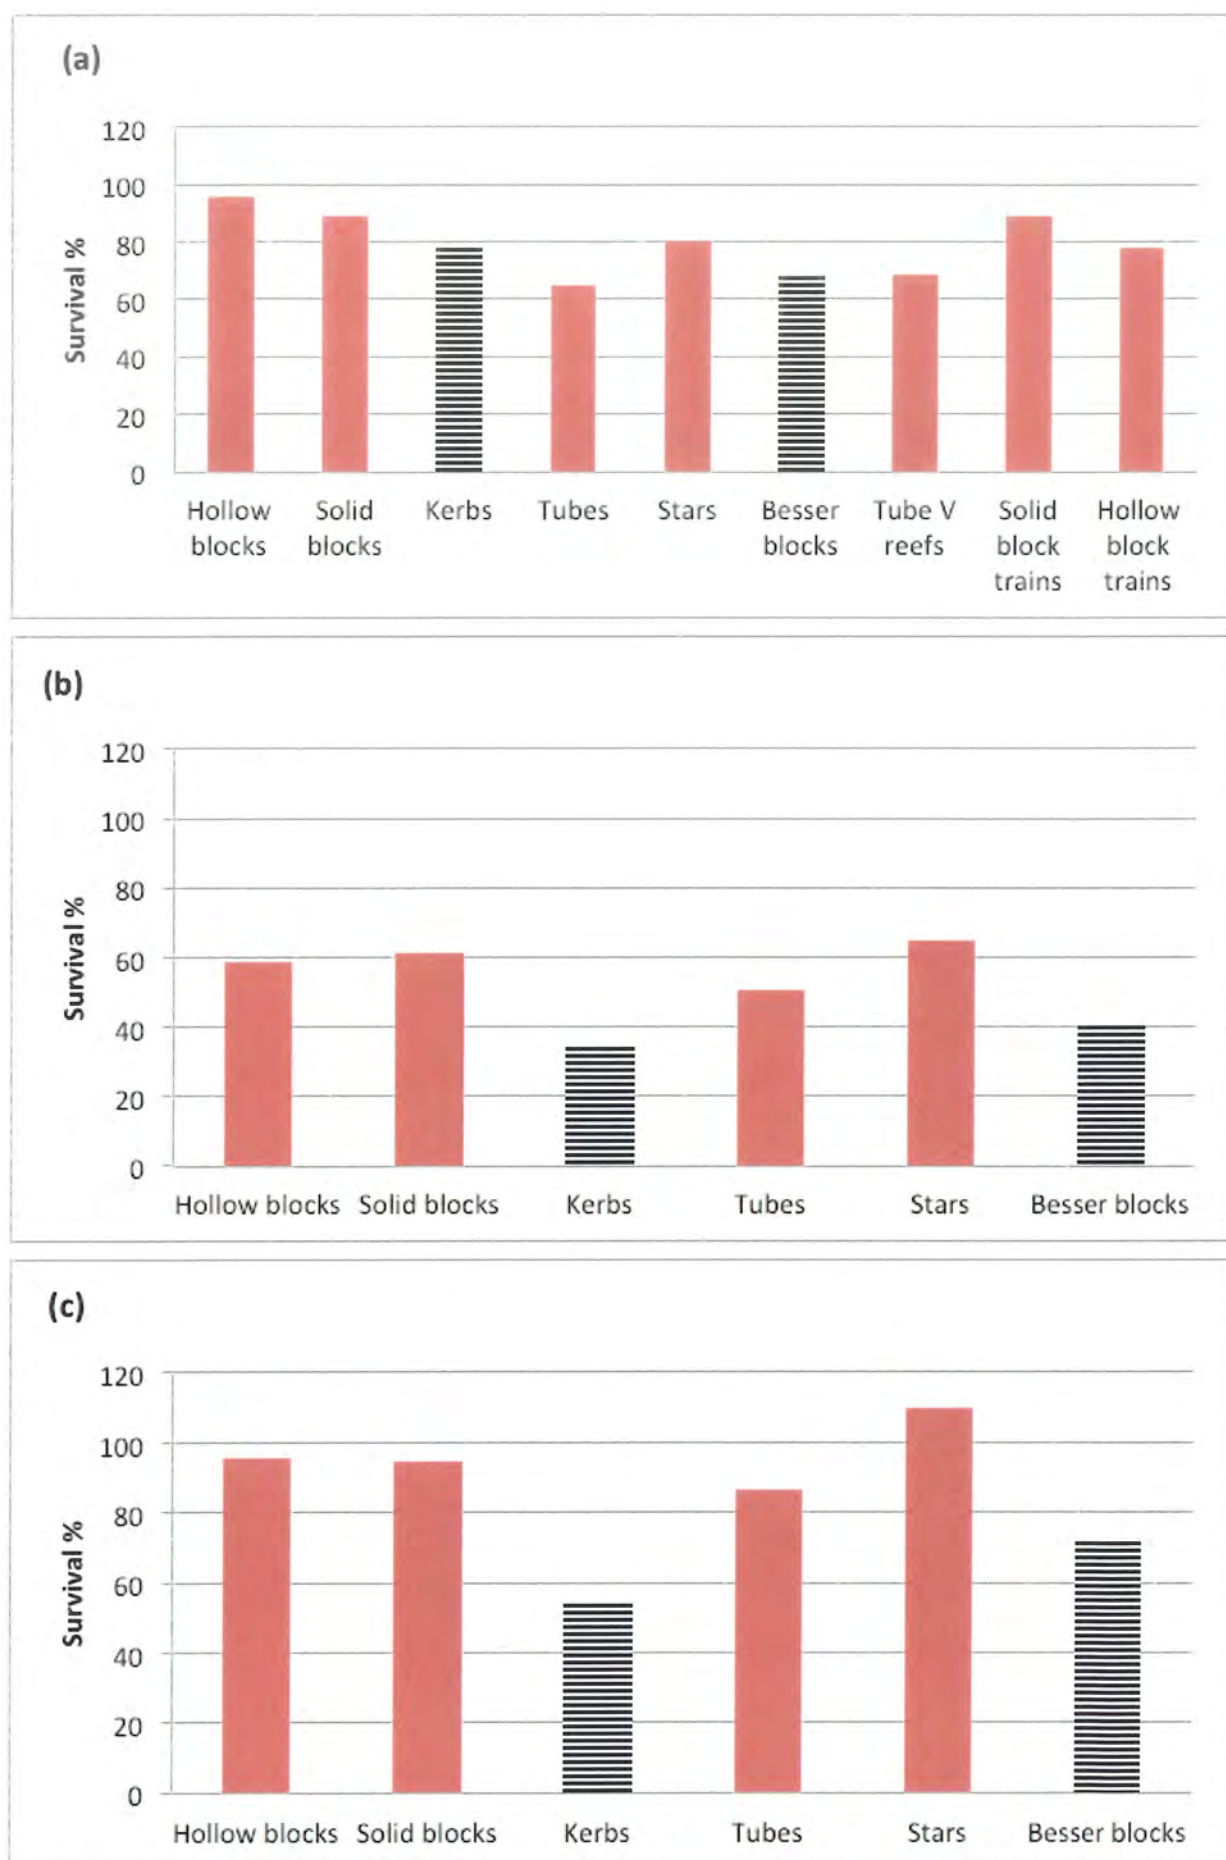 (a)
120
100
80
60
40
20
0
Survival %
Hollow blocks
Solid blocks
Kerbs
Tubes
Stars
Besser blocks
Tube V reefs
Solid block trains
Hollow block trains
(b)
120
100
80
60
40
20
0
Survival %
Hollow blocks
Solid blocks
Kerbs
Tubes
Stars
Besser blocks
(c)
120
100
80
60
40
20
0
Survival %
Hollow blocks
Solid blocks
Kerbs
Tubes
Stars
Besser blocks